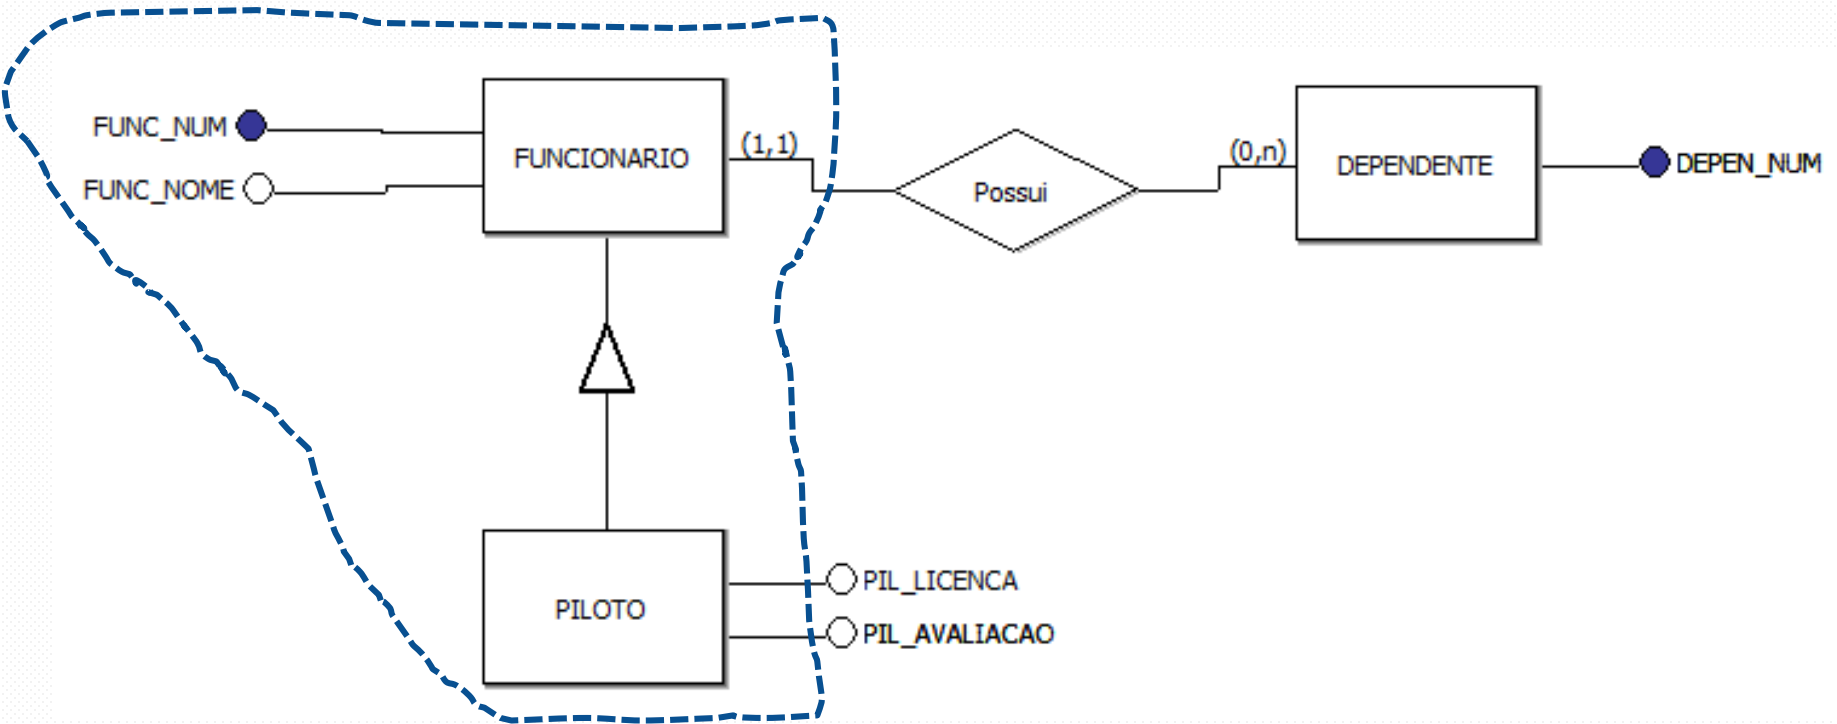 FUNC_NUM
FUNC_NOME
FUNCIONARIO
(1,1)
Possui
(0,n)
DEPENDENTE
DEPEN_NUM
PILOTO
PIL_LICENCA
PIL_AVALIACAO